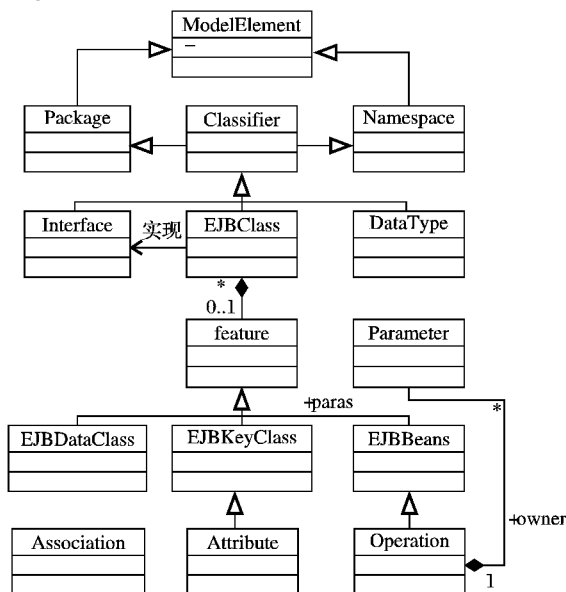 ModelElement
–
Package
Classifier
Namespace
Interface
实现
EJBClass
DataType
*
0..1
feature
Parameter
+paras
*
EJBDataClass
EJBKeyClass
EJBBeans
+owner
Association
Attribute
Operation
1